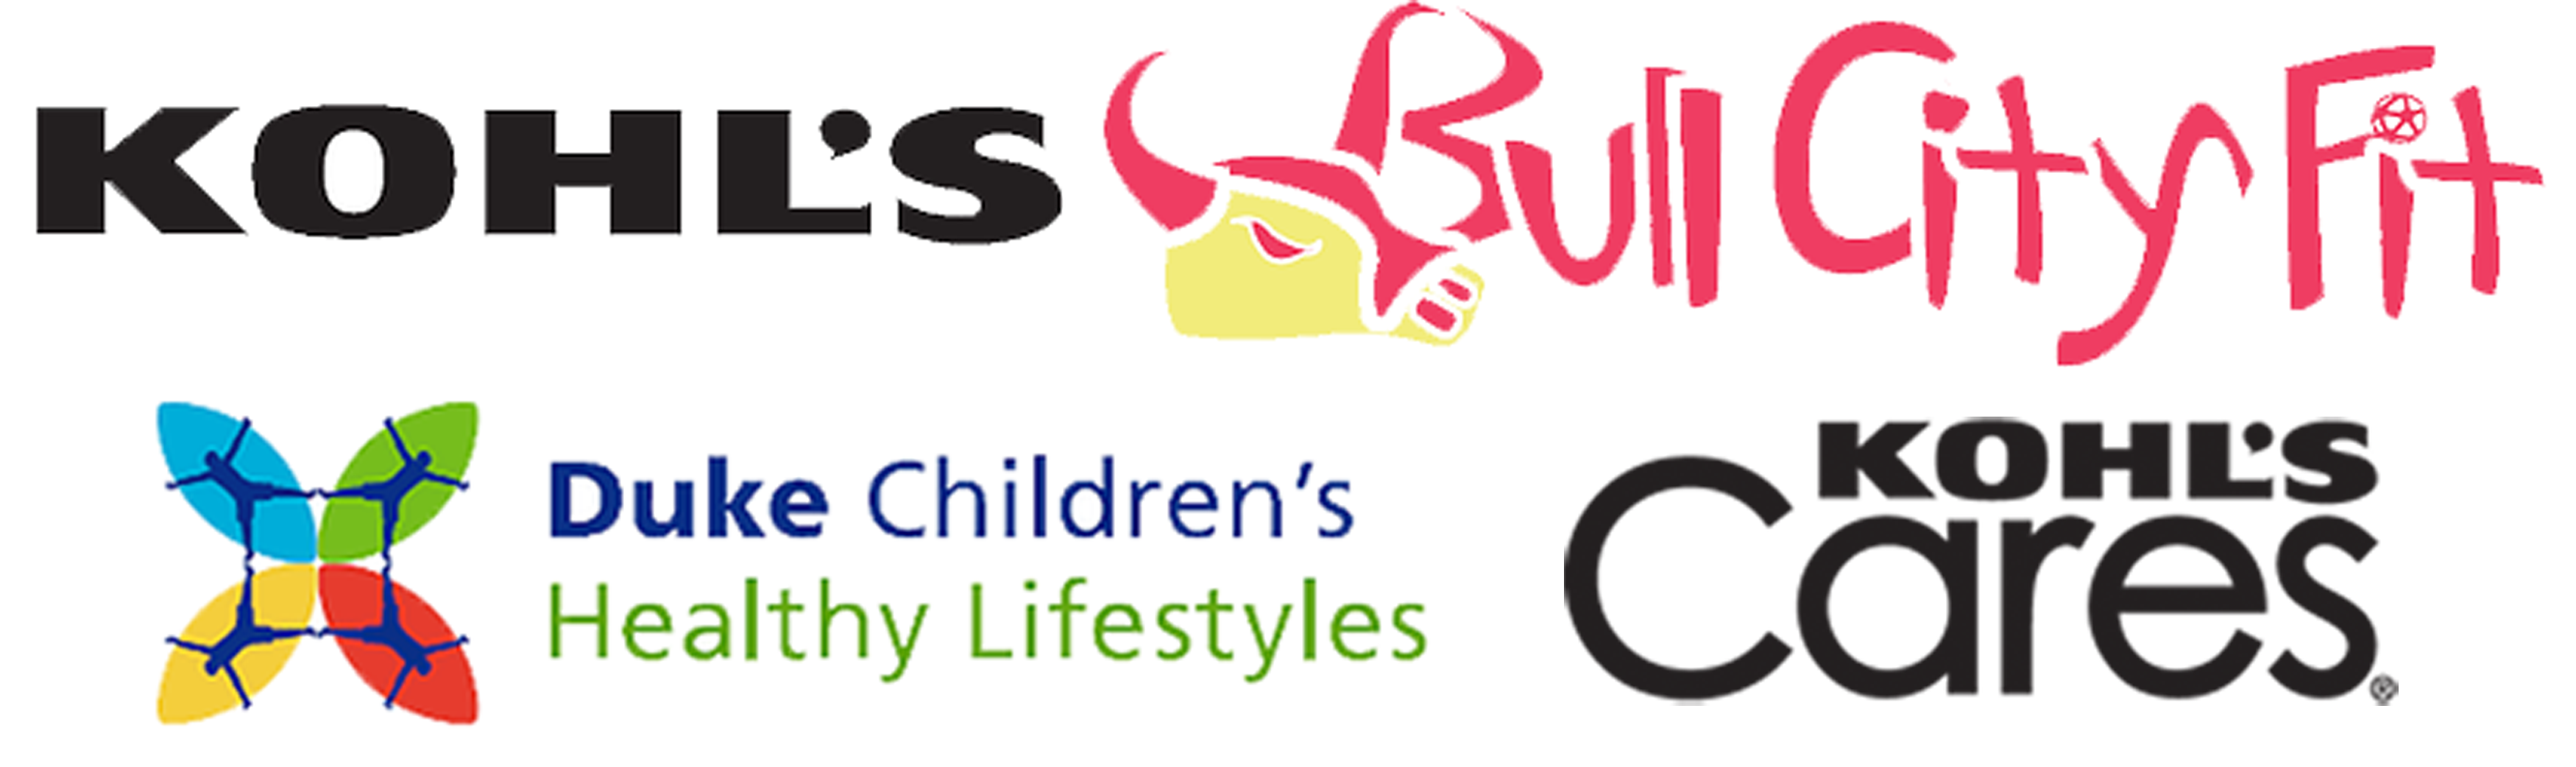 KOHL'S
Bull City Fit
Duke Children's
Healthy Lifestyles
KOHL'S
Cares®